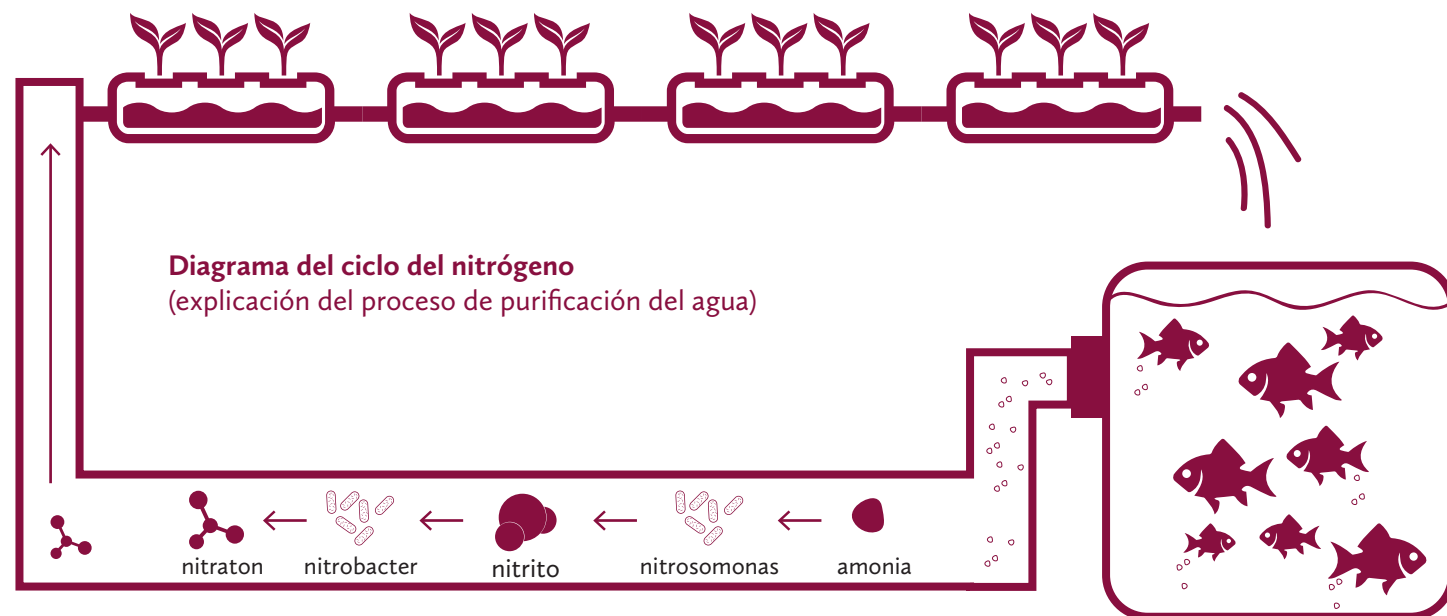 Diagrama del ciclo del nitrógeno
(explicación del proceso de purificación del agua)
nitraton
nitrobacter
nitrito
nitrosomonas
amonia